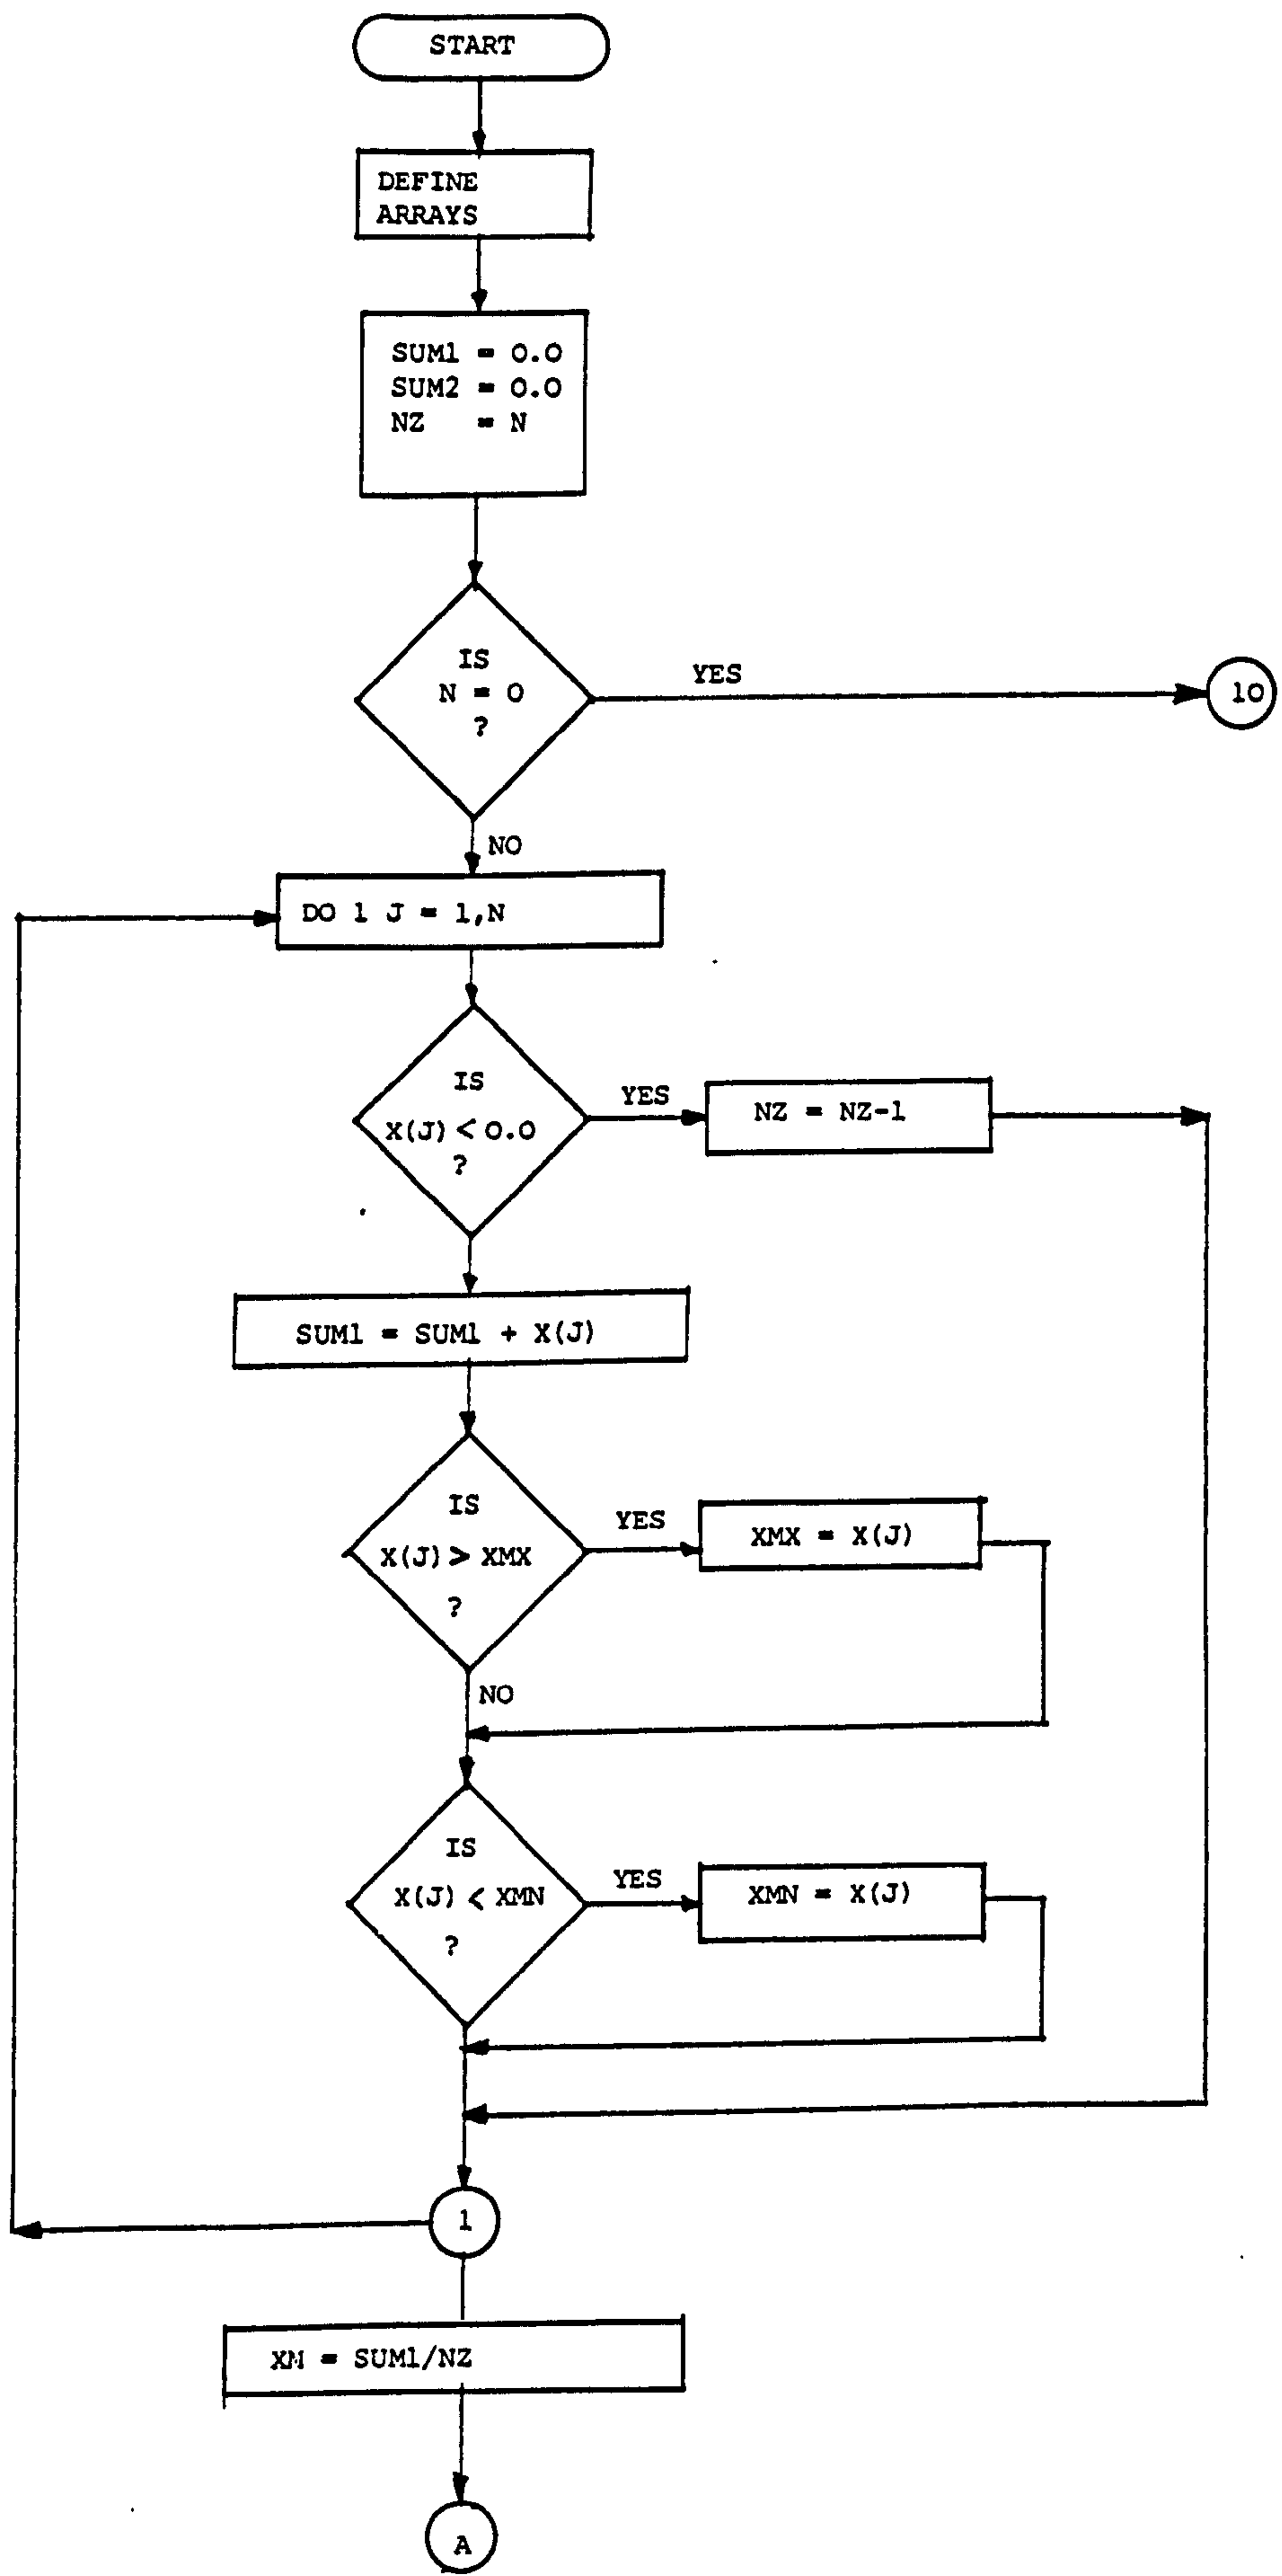 START
DEFINE
ARRAYS
SUM1 = 0.0
SUM2 = 0.0
NZ = N
IS
N = 0
?
YES
10
NO
DO 1 J = 1,N
IS
X(J) < 0.0
?
YES
NZ = NZ-1
SUM1 = SUM1 + X(J)
IS
X(J) > XMX
?
YES
XMX = X(J)
NO
IS
X(J) < XMN
?
YES
XMN = X(J)
1
XM = SUM1/NZ
A